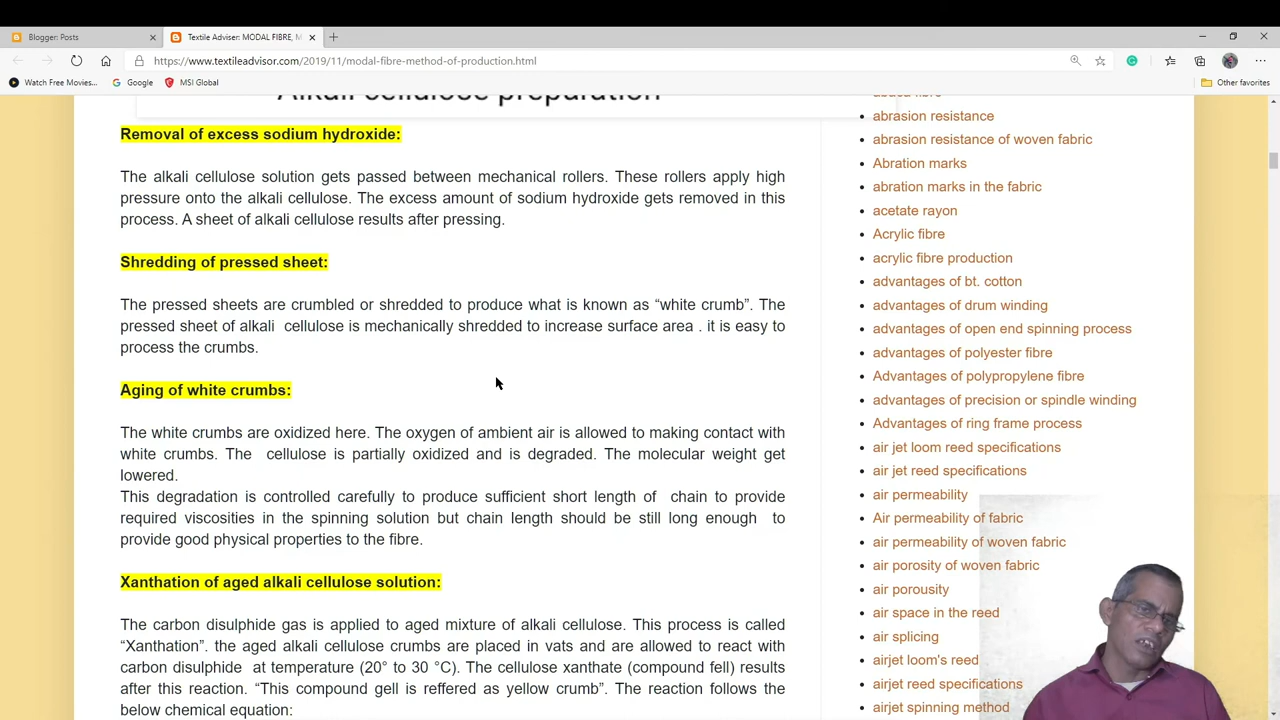 Blogger: Posts
Textile Adviser: MODAL FIBRE, M
https://www.textileadvisor.com/2019/11/modal-fibre-method-of-production.html
Watch Free Movies...
Google
MSI Global
Other favorites
Alkali cellulose preparation
Removal of excess sodium hydroxide:
The alkali cellulose solution gets passed between mechanical rollers. These rollers apply high
pressure onto the alkali cellulose. The excess amount of sodium hydroxide gets removed in this
process. A sheet of alkali cellulose results after pressing.
Shredding of pressed sheet:
The pressed sheets are crumbled or shredded to produce what is known as “white crumb”. The
pressed sheet of alkali cellulose is mechanically shredded to increase surface area . it is easy to
process the crumbs.
Aging of white crumbs:
The white crumbs are oxidized here. The oxygen of ambient air is allowed to making contact with
white crumbs. The cellulose is partially oxidized and is degraded. The molecular weight get
lowered.
This degradation is controlled carefully to produce sufficient short length of chain to provide
required viscosities in the spinning solution but chain length should be still long enough to
provide good physical properties to the fibre.
Xanthation of aged alkali cellulose solution:
The carbon disulphide gas is applied to aged mixture of alkali cellulose. This process is called
“Xanthation”. the aged alkali cellulose crumbs are placed in vats and are allowed to react with
carbon disulphide at temperature (20° to 30 °C). The cellulose xanthate (compound fell) results
after this reaction. “This compound gell is reffered as yellow crumb”. The reaction follows the
below chemical equation:
abaca fibre
abrasion resistance
abrasion resistance of woven fabric
Abration marks
abration marks in the fabric
acetate rayon
Acrylic fibre
acrylic fibre production
advantages of bt. cotton
advantages of drum winding
advantages of open end spinning process
advantages of polyester fibre
Advantages of polypropylene fibre
advantages of precision or spindle winding
Advantages of ring frame process
air jet loom reed specifications
air jet reed specifications
air permeability
Air permeability of fabric
air permeability of woven fabric
air porosity of woven fabric
air porousity
air space in the reed
air splicing
airjet loom's reed
airjet reed specifications
airjet spinning method